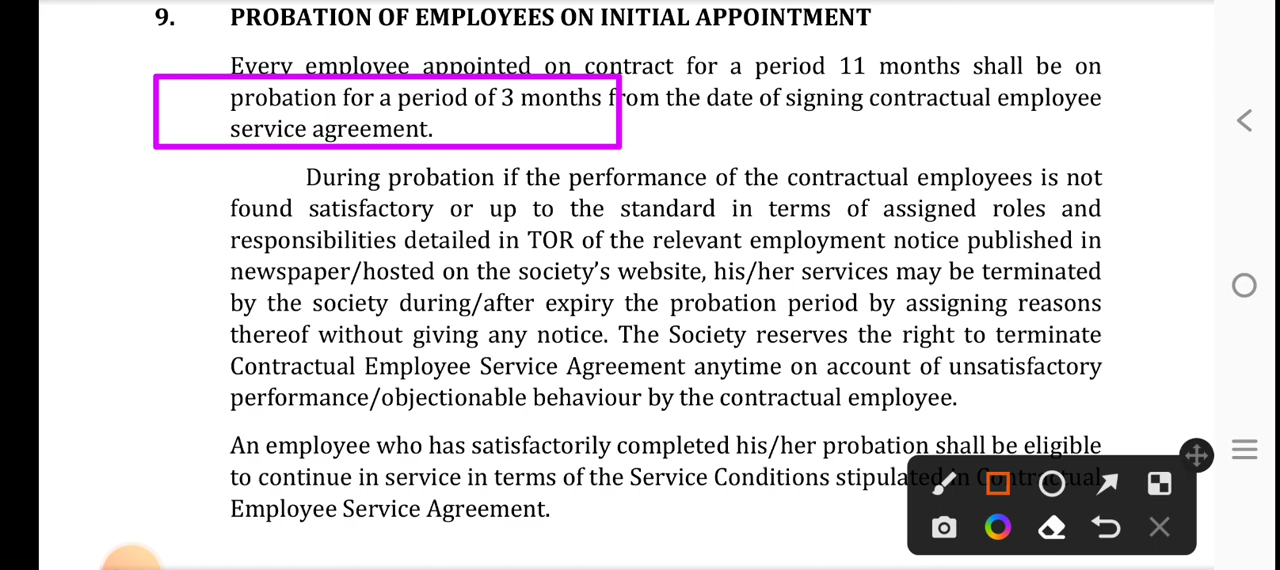 9. PROBATION OF EMPLOYEES ON INITIAL APPOINTMENT
Every employee appointed on contract for a period 11 months shall be on
probation for a period of 3 months from the date of signing contractual employee
service agreement.
During probation if the performance of the contractual employees is not
found satisfactory or up to the standard in terms of assigned roles and
responsibilities detailed in TOR of the relevant employment notice published in
newspaper/hosted on the society's website, his/her services may be terminated
by the society during/after expiry the probation period by assigning reasons
thereof without giving any notice. The Society reserves the right to terminate
Contractual Employee Service Agreement anytime on account of unsatisfactory
performance/objectionable behaviour by the contractual employee.
An employee who has satisfactorily completed his/her probation shall be eligible
to continue in service in terms of the Service Conditions stipulated in Contractual
Employee Service Agreement.